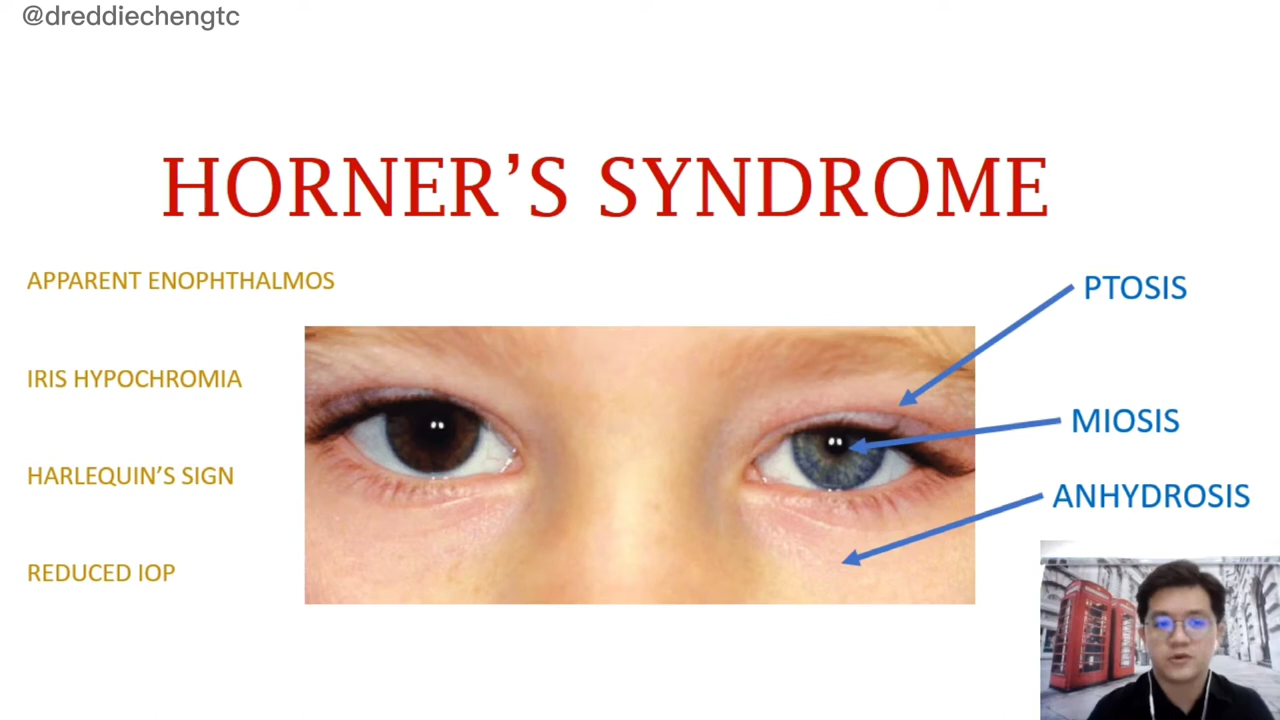 @dreddiechengtc
HORNER’S SYNDROME
APPARENT ENOPHTHALMOS
IRIS HYPOCHROMIA
HARLEQUIN’S SIGN
REDUCED IOP
PTOSIS
MIOSIS
ANHYDROSIS